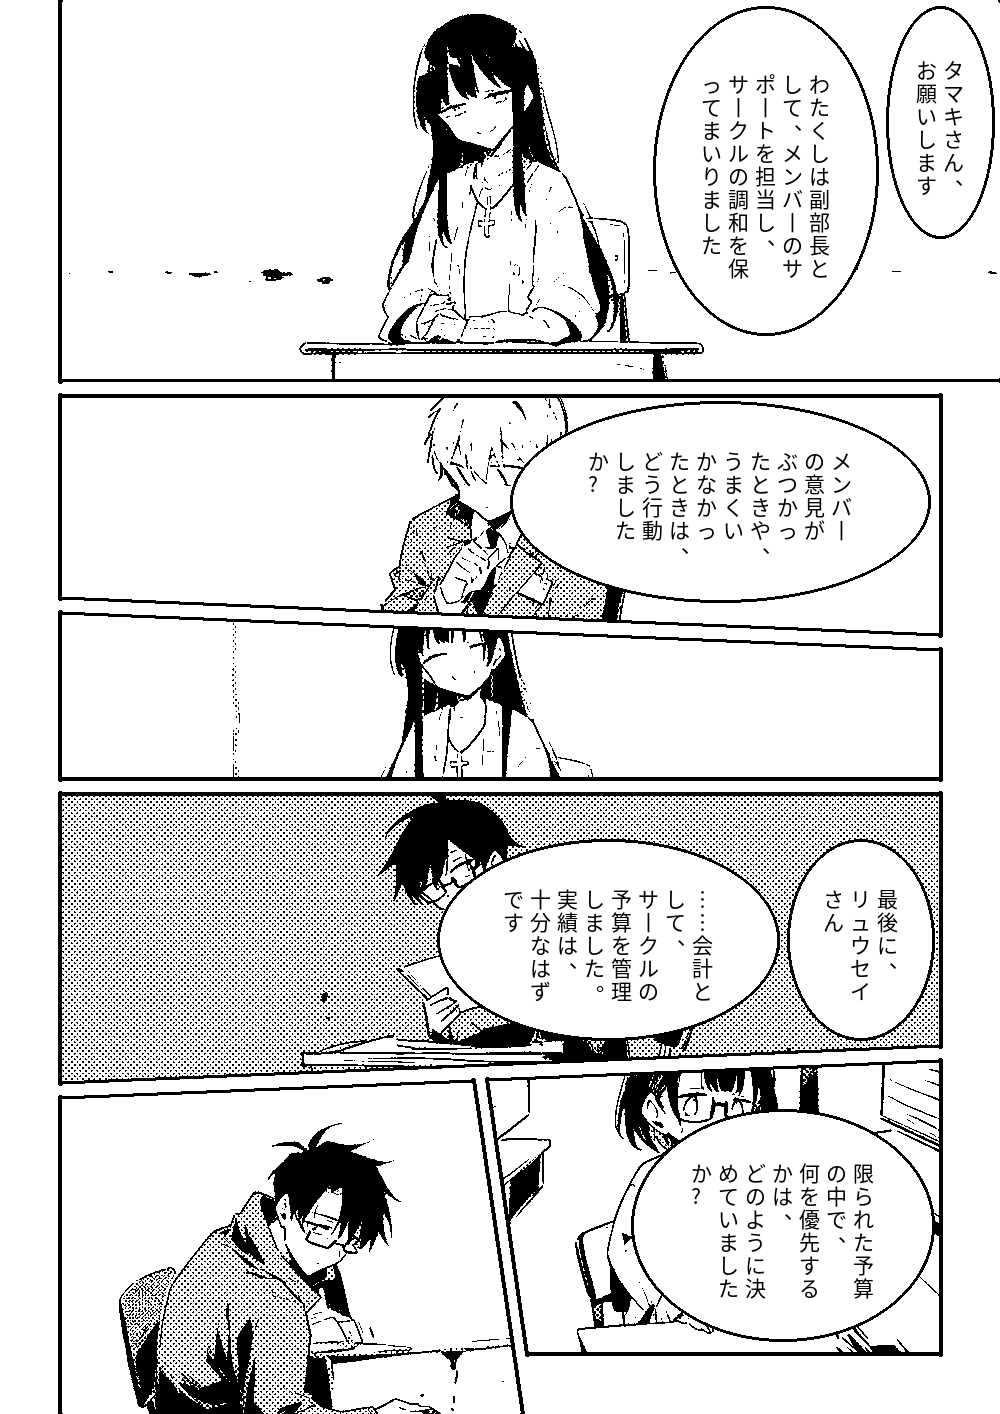 タマキさん、
お願いします
わたくしは副部長と
して、メンバーのサ
ポートを担当し、
サークルの調和を保
ってまいりました
メンバー
の意見が
ぶつかっ
たときや、
うまくい
かなかっ
たときは、
どう行動
しました
か?
最後に、
リュウセイ
さん
……会計と
して、
サークルの
予算を管理
しました。
実績は、
十分なはず
です
限られた予算
の中で、
何を優先する
かは、
どのように決
めていました
か?